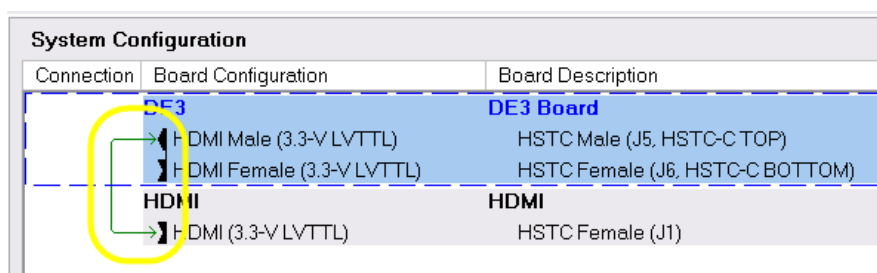 System Configuration
Connection Board Configuration Board Description
DE3 DE3 Board
HDMI Male (3.3-V LVTTL) HSTC Male (J5, HSTC-C TOP)
HDMI Female (3.3-V LVTTL) HSTC Female (J6, HSTC-C BOTTOM)
HDMI HDMI
HDMI (3.3-V LVTTL) HSTC Female (J1)